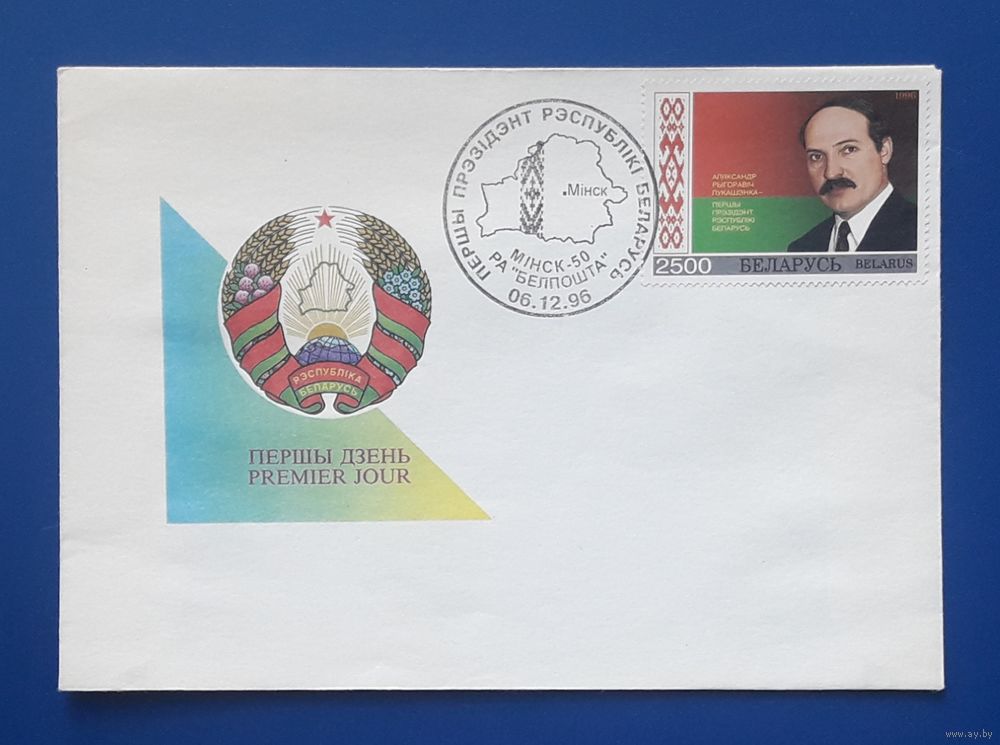 ПЕРШЫ ПРЭЗІДЭНТ РЭСПУБЛІКІ БЕЛАРУСЬ
Мінск
МІНСК-50
РА "БЕЛПОШТА"
06.12.96
1996
АЛЯКСАНДР
РЫГОРАВІЧ
ЛУКАШЭНКА–
ПЕРШЫ
ПРЭЗІДЭНТ
РЭСПУБЛІКІ
БЕЛАРУСЬ
2500 БЕЛАРУСЬ BELARUS
РЭСПУБЛІКА
БЕЛАРУСЬ
ПЕРШЫ ДЗЕНЬ
PREMIER JOUR
www.ay.by